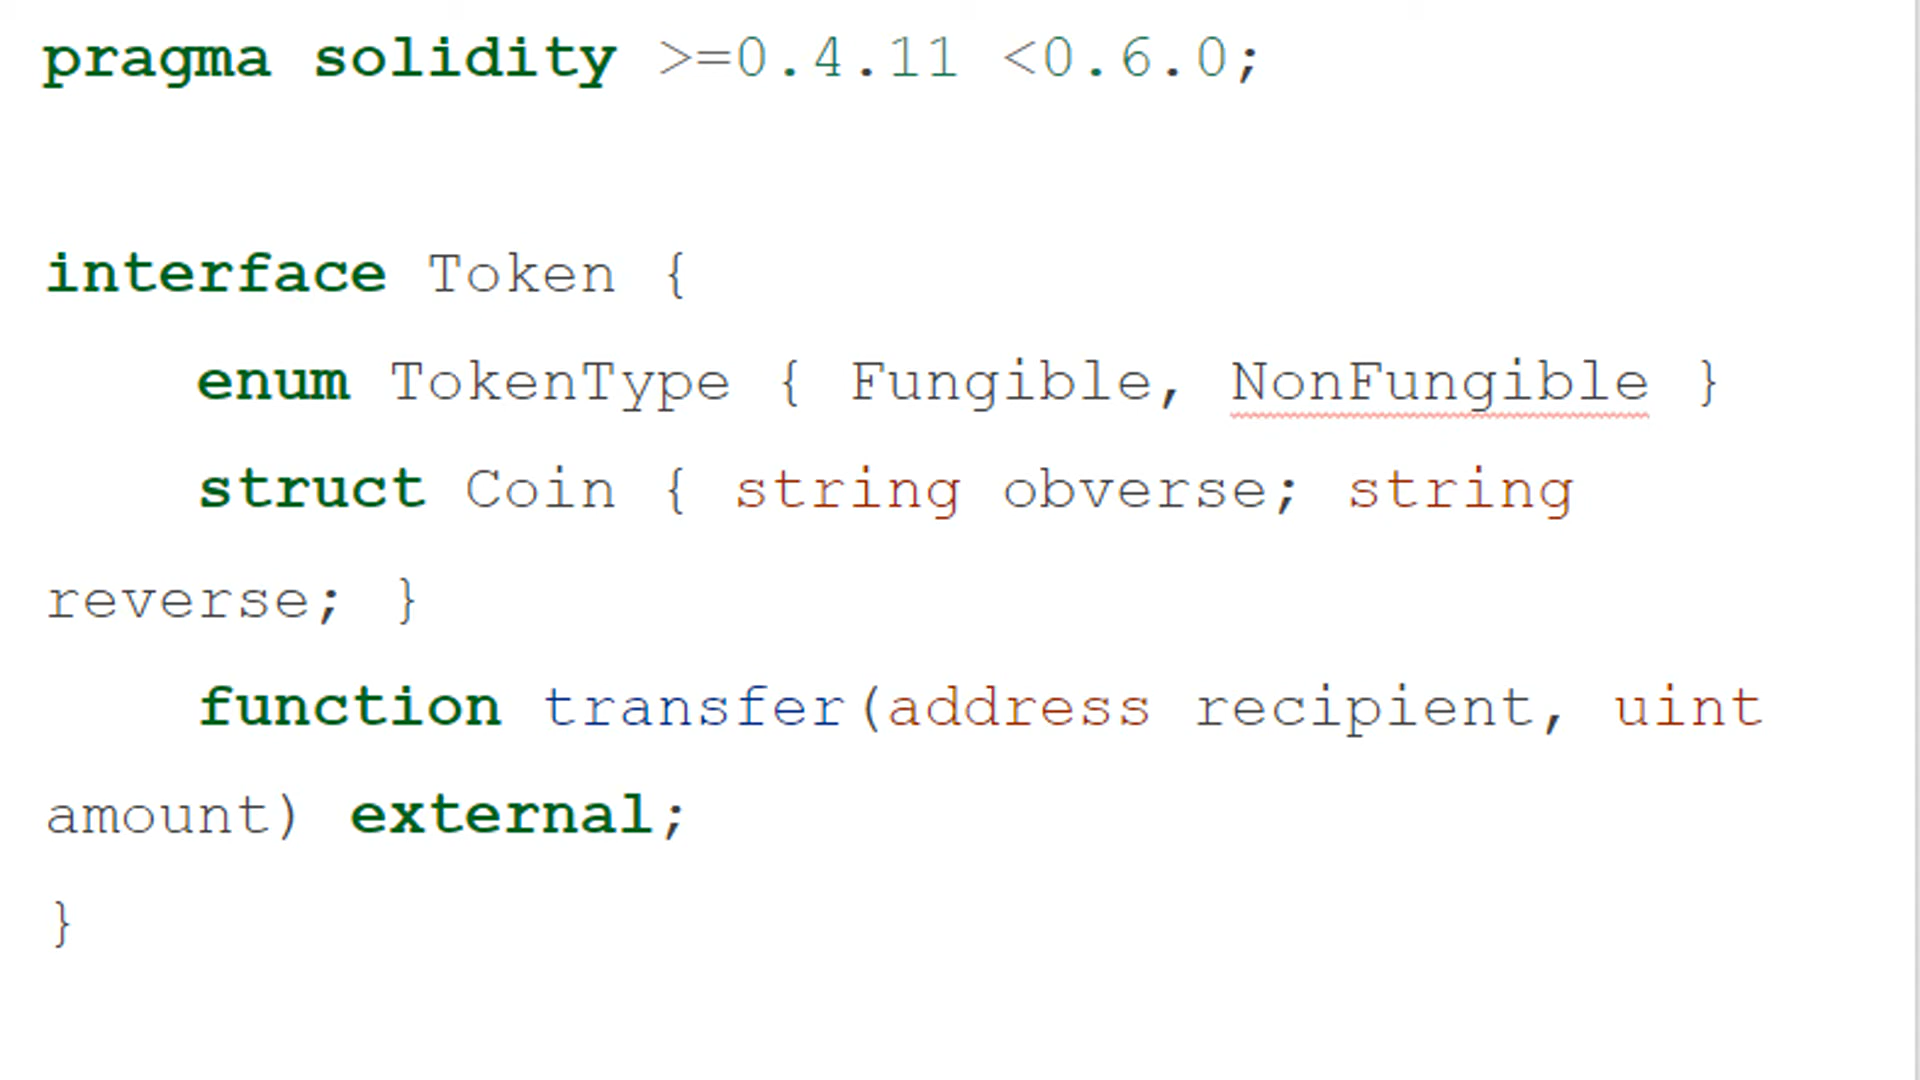 pragma solidity >=0.4.11 <0.6.0;
interface Token {
enum TokenType { Fungible, NonFungible }
struct Coin { string obverse; string
reverse; }
function transfer(address recipient, uint
amount) external;
}